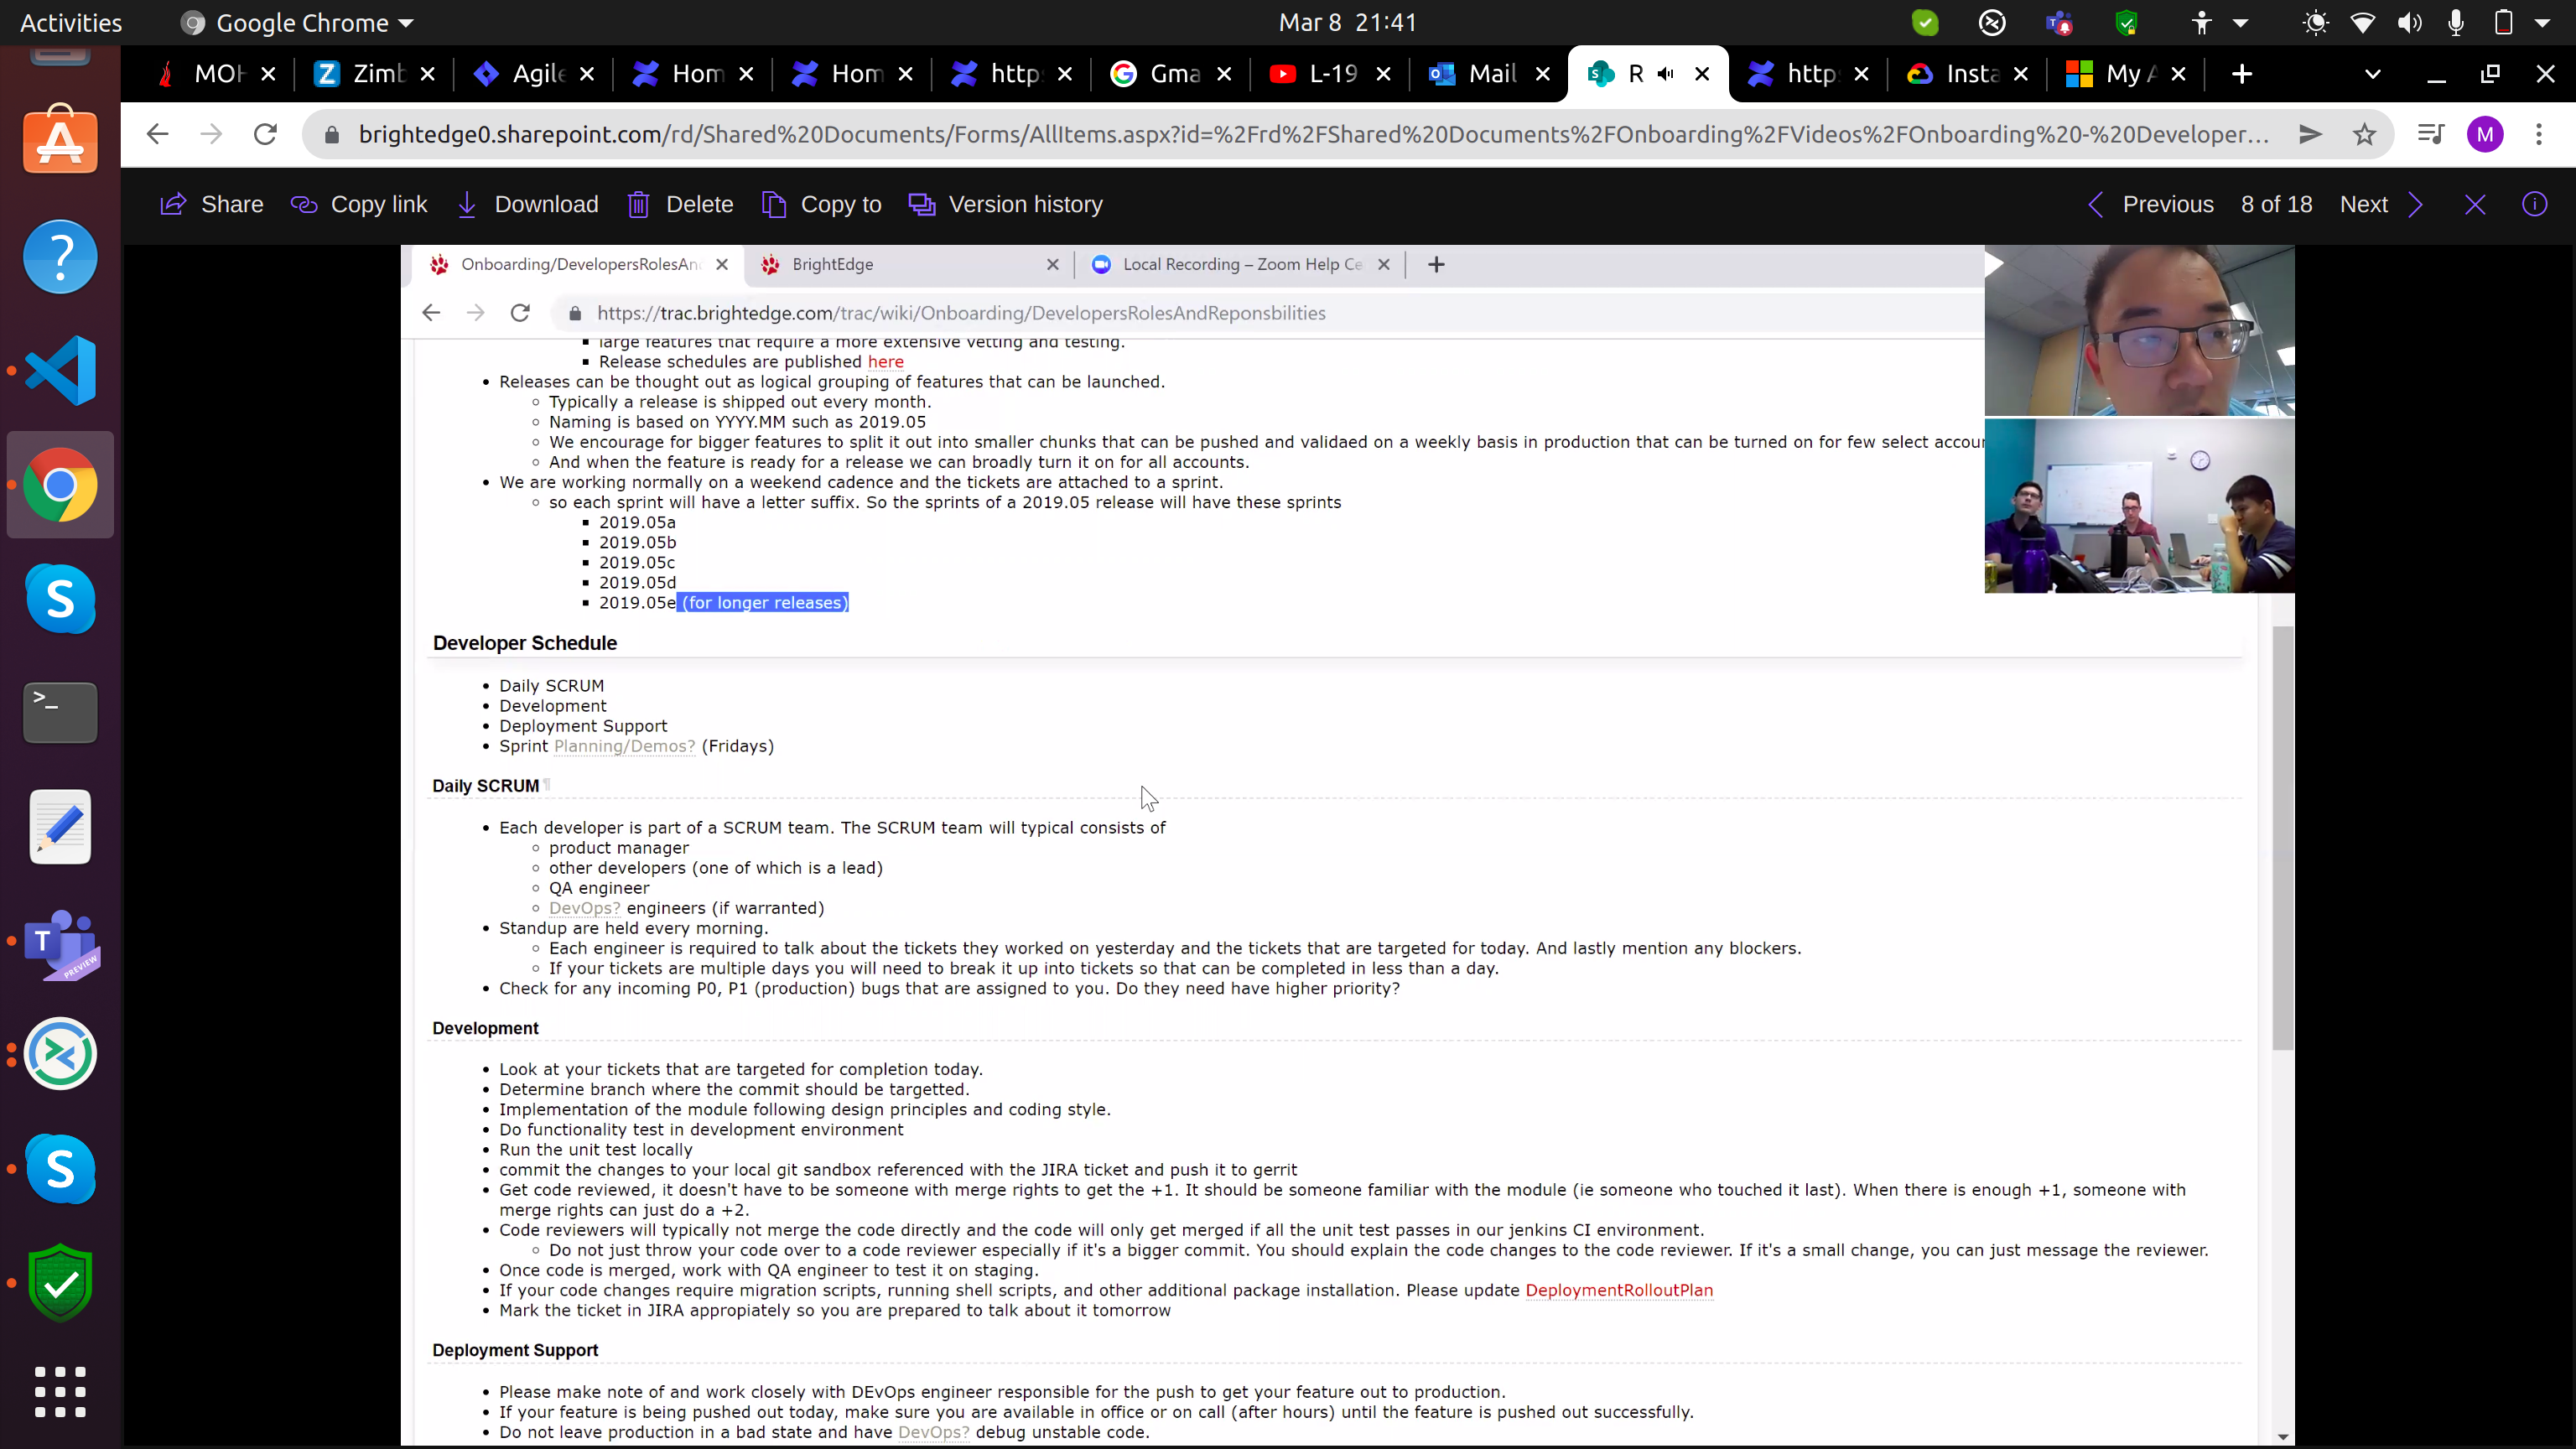 Activities Google Chrome Mar 8 21:41
MOH Zimb Agile Hom Hom http Gma L-19 Mail R http Insta My A
brightedge0.sharepoint.com/rd/Shared%20Documents/Forms/AllItems.aspx?id=%2Frd%2FShared%20Documents%2FOnboarding%2FVideos%2FOnboarding%20-%20Developer... M
Share Copy link Download Delete Copy to Version history Previous 8 of 18 Next
Onboarding/DevelopersRolesAn BrightEdge Local Recording – Zoom Help Ce
https://trac.brightedge.com/trac/wiki/Onboarding/DevelopersRolesAndReponsbilities
large features that require a more extensive vetting and testing.
Release schedules are published here
Releases can be thought out as logical grouping of features that can be launched.
Typically a release is shipped out every month.
Naming is based on YYYY.MM such as 2019.05
We encourage for bigger features to split it out into smaller chunks that can be pushed and validaed on a weekly basis in production that can be turned on for few select accour
And when the feature is ready for a release we can broadly turn it on for all accounts.
We are working normally on a weekend cadence and the tickets are attached to a sprint.
so each sprint will have a letter suffix. So the sprints of a 2019.05 release will have these sprints
2019.05a
2019.05b
2019.05c
2019.05d
2019.05e (for longer releases)
Developer Schedule
Daily SCRUM
Development
Deployment Support
Sprint Planning/Demos? (Fridays)
Daily SCRUM ¶
Each developer is part of a SCRUM team. The SCRUM team will typical consists of
product manager
other developers (one of which is a lead)
QA engineer
DevOps? engineers (if warranted)
Standup are held every morning.
Each engineer is required to talk about the tickets they worked on yesterday and the tickets that are targeted for today. And lastly mention any blockers.
If your tickets are multiple days you will need to break it up into tickets so that can be completed in less than a day.
Check for any incoming P0, P1 (production) bugs that are assigned to you. Do they need have higher priority?
Development
Look at your tickets that are targeted for completion today.
Determine branch where the commit should be targetted.
Implementation of the module following design principles and coding style.
Do functionality test in development environment
Run the unit test locally
commit the changes to your local git sandbox referenced with the JIRA ticket and push it to gerrit
Get code reviewed, it doesn't have to be someone with merge rights to get the +1. It should be someone familiar with the module (ie someone who touched it last). When there is enough +1, someone with
merge rights can just do a +2.
Code reviewers will typically not merge the code directly and the code will only get merged if all the unit test passes in our jenkins CI environment.
Do not just throw your code over to a code reviewer especially if it's a bigger commit. You should explain the code changes to the code reviewer. If it's a small change, you can just message the reviewer.
Once code is merged, work with QA engineer to test it on staging.
If your code changes require migration scripts, running shell scripts, and other additional package installation. Please update DeploymentRolloutPlan
Mark the ticket in JIRA appropiately so you are prepared to talk about it tomorrow
Deployment Support
Please make note of and work closely with DEvOps engineer responsible for the push to get your feature out to production.
If your feature is being pushed out today, make sure you are available in office or on call (after hours) until the feature is pushed out successfully.
Do not leave production in a bad state and have DevOps? debug unstable code.
PREVIEW